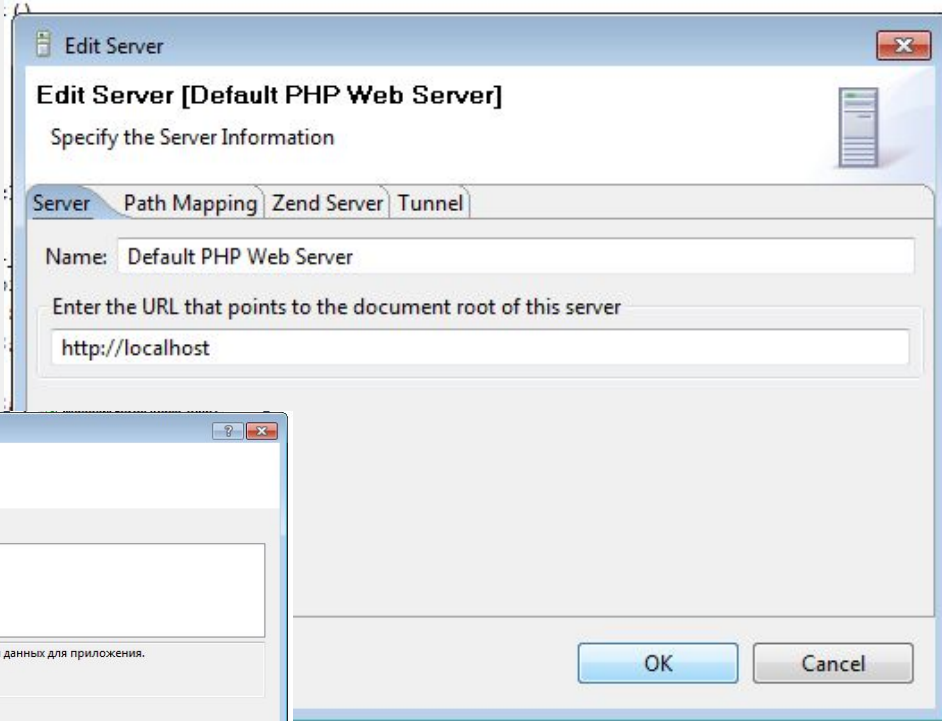 Edit Server
Edit Server [Default PHP Web Server]
Specify the Server Information
Server Path Mapping Zend Server Tunnel
Name: Default PHP Web Server
Enter the URL that points to the document root of this server
http://localhost
данных для приложения.
OK Cancel